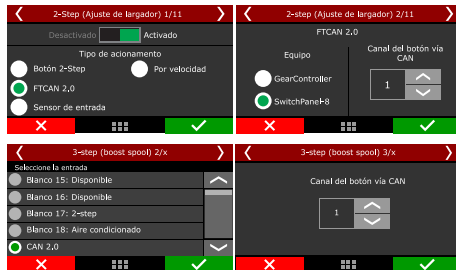 2-Step (Ajuste de largador) 1/11
Desactivado Activado
Tipo de acionamento
Botón 2-Step
Por velocidad
FTCAN 2,0
Sensor de entrada
2-step (Ajuste de largador) 2/11
FTCAN 2.0
Equipo
Canal del botón via CAN
GearController
SwitchPanel-8
1
3-step (boost spool) 2/x
Seleccione la entrada
Blanco 15: Disponible
Blanco 16: Disponible
Blanco 17: 2-step
Blanco 18: Aire condicionado
CAN 2.0
3-step (boost spool) 3/x
Canal del botón vía CAN
1